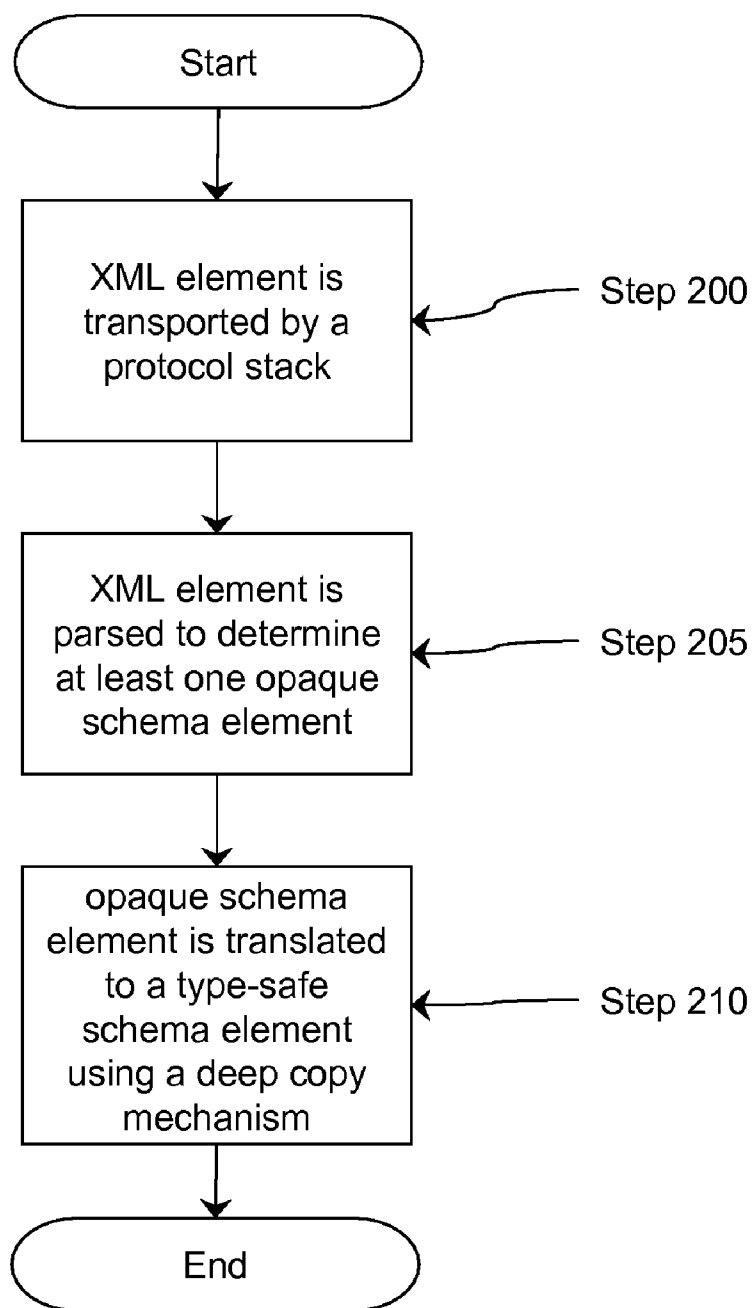 Start
XML element is
transported by a
protocol stack
Step 200
XML element is
parsed to determine
at least one opaque
schema element
Step 205
opaque schema
element is translated
to a type-safe
schema element
using a deep copy
mechanism
Step 210
End